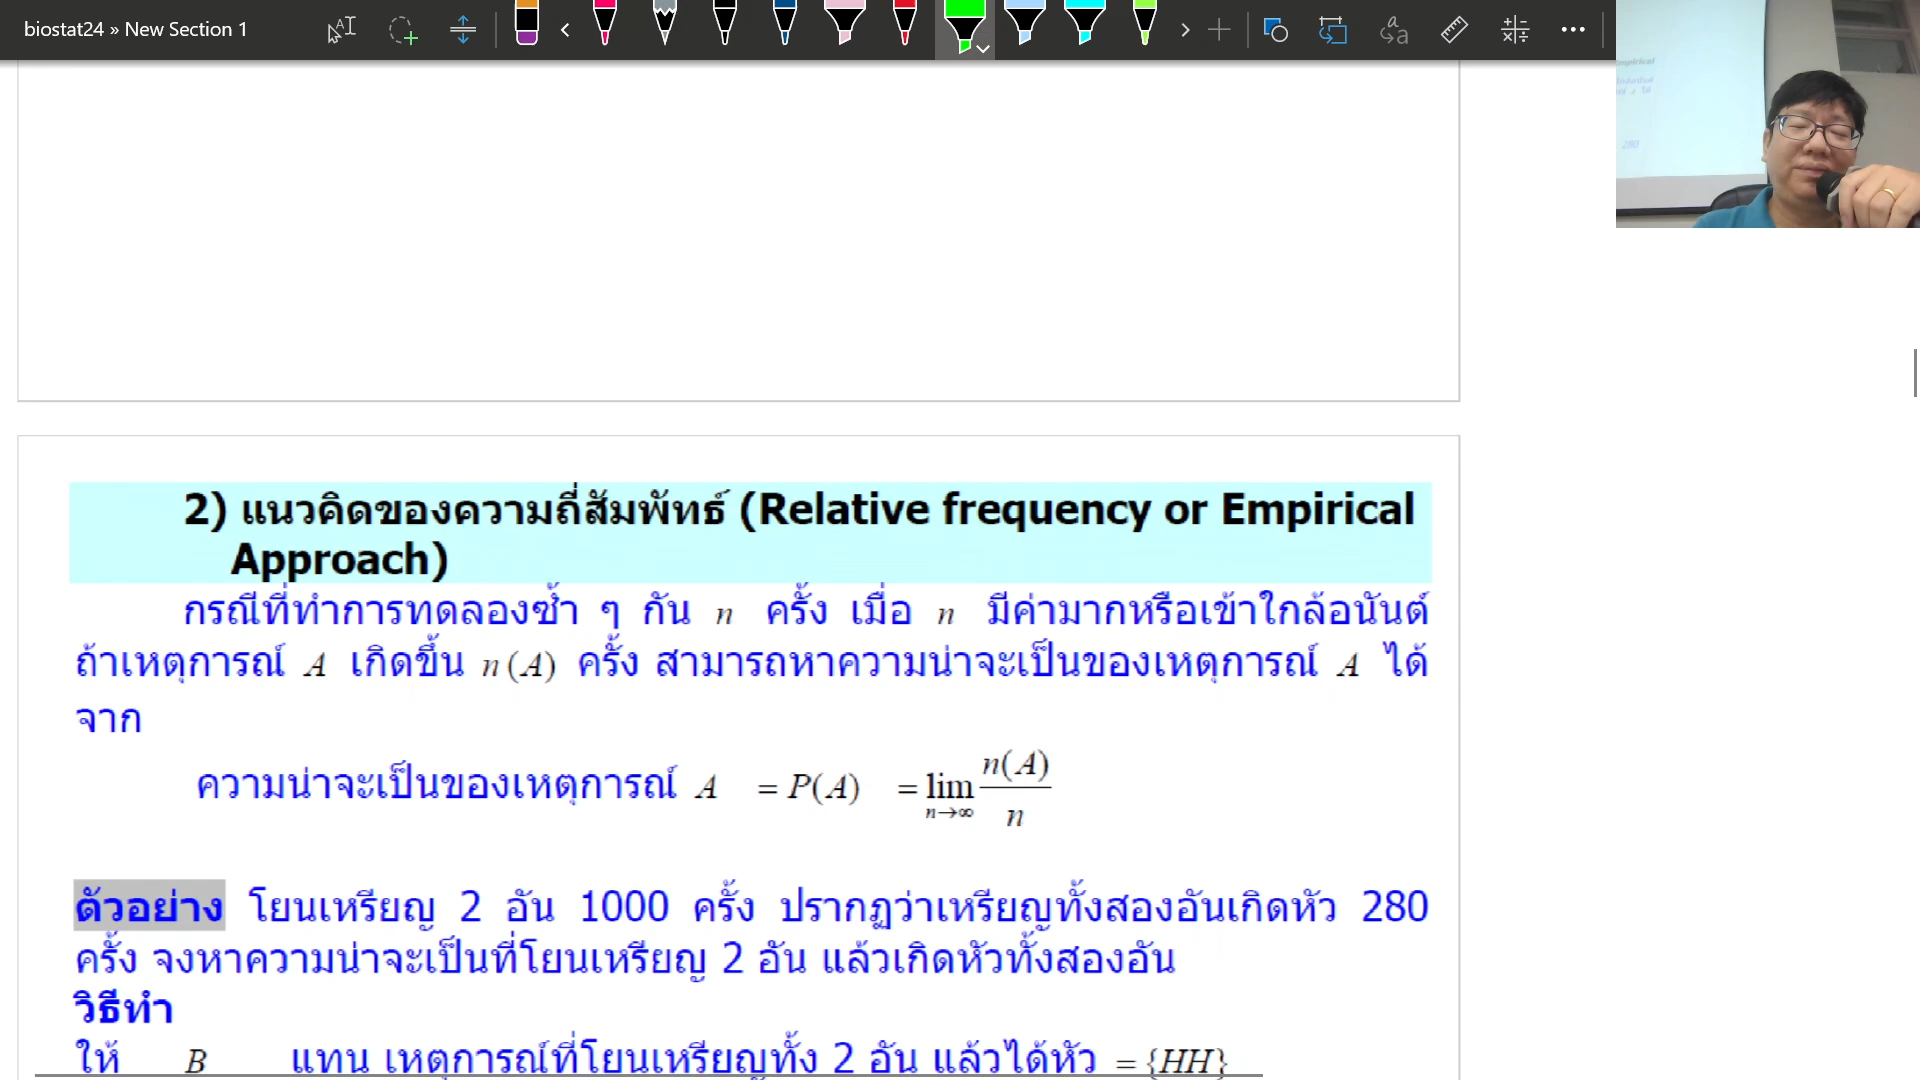 biostat24 » New Section 1
2) แนวคิดของความถี่สัมพัทธ์ (Relative frequency or Empirical
Approach)
กรณีที่ทำการทดลองซ้ำ ๆ กัน n ครั้ง เมื่อ n มีค่ามากหรือเข้าใกล้อนันต์
ถ้าเหตุการณ์ A เกิดขึ้น n(A) ครั้ง สามารถหาความน่าจะเป็นของเหตุการณ์ A ได้
จาก
ความน่าจะเป็นของเหตุการณ์ A = P(A) = lim n→∞ n(A)/n
ตัวอย่าง โยนเหรียญ 2 อัน 1000 ครั้ง ปรากฏว่าเหรียญทั้งสองอันเกิดหัว 280
ครั้ง จงหาความน่าจะเป็นที่โยนเหรียญ 2 อัน แล้วเกิดหัวทั้งสองอัน
วิธีทำ
ให้ B แทน เหตุการณ์ที่โยนเหรียญทั้ง 2 อัน แล้วได้หัว = {HH}
280